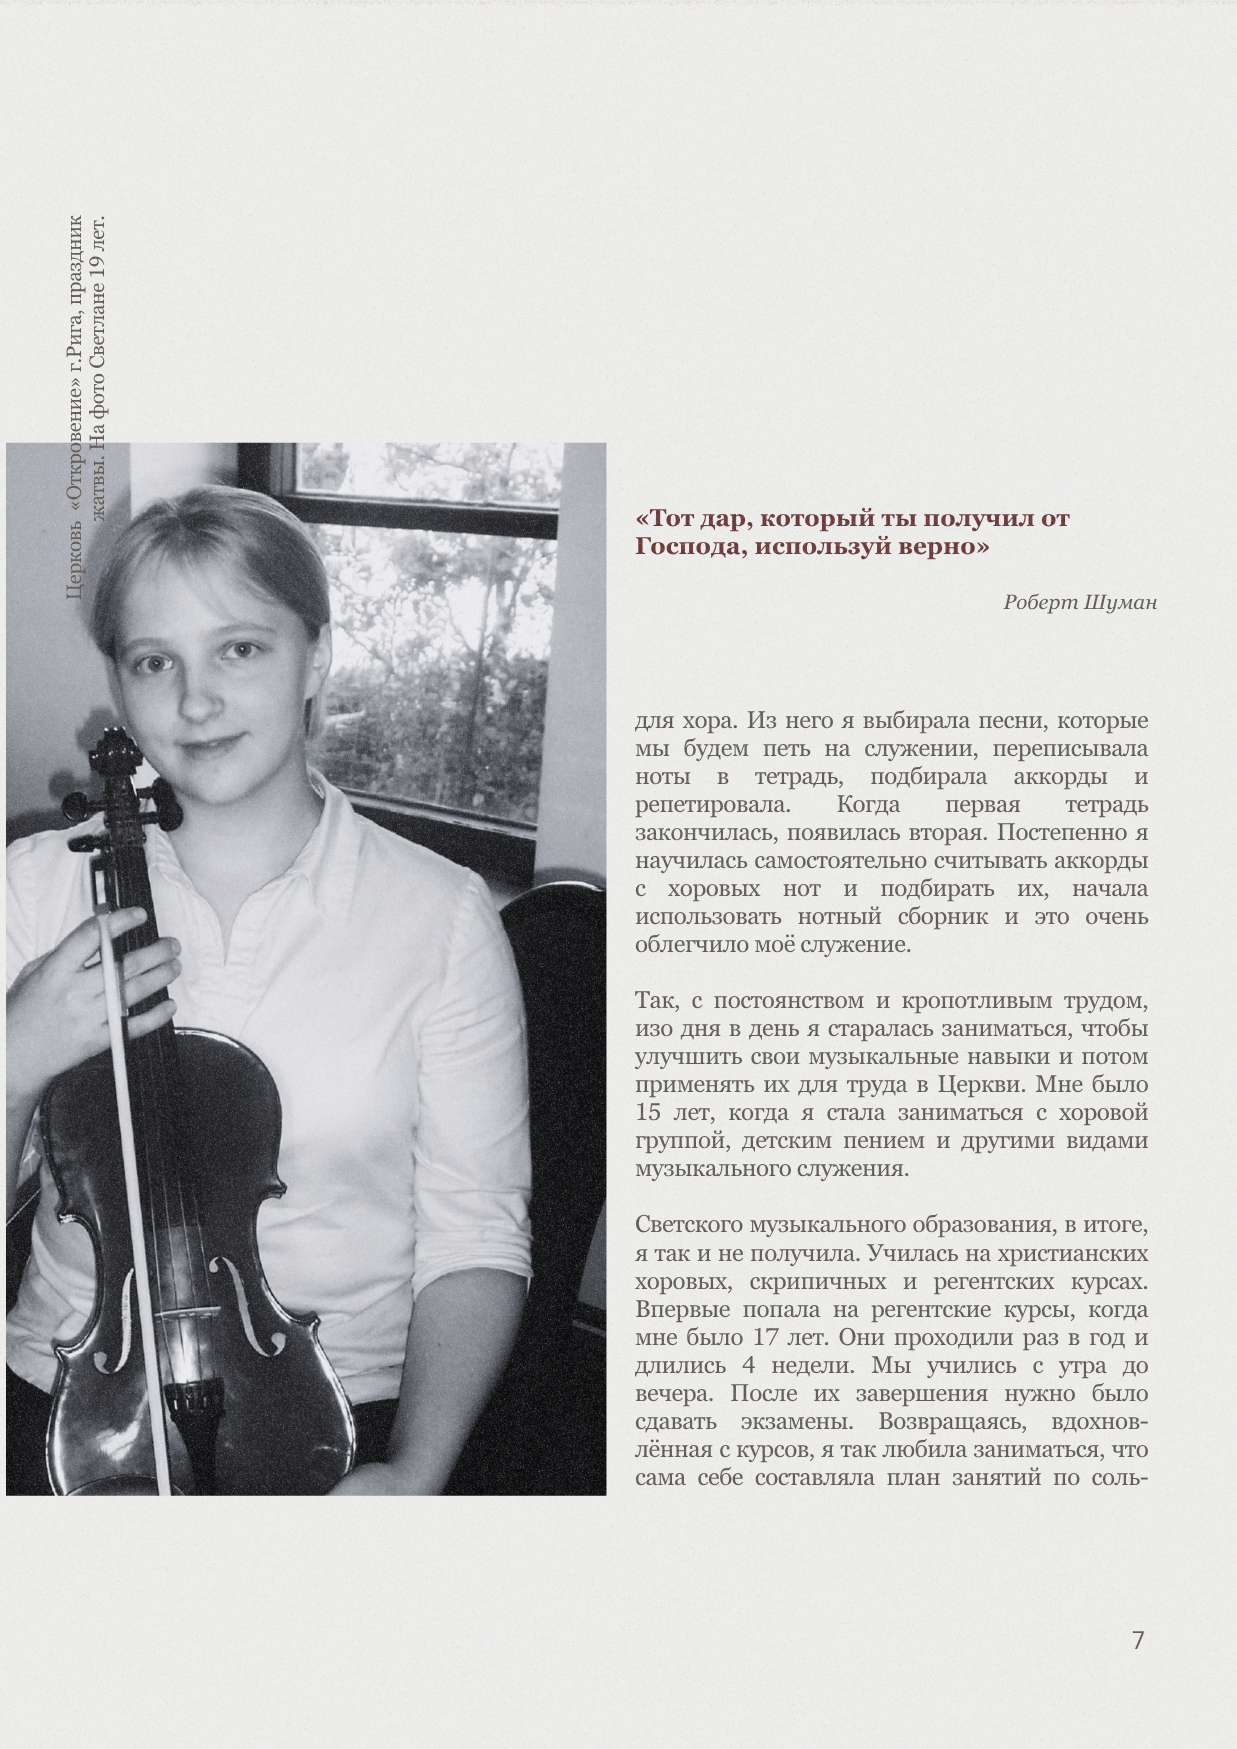 Церковь «Откровение» г.Рига, праздник
жатвы. На фото Светлане 19 лет.
«Тот дар, который ты получил от
Господа, используй верно»
Роберт Шуман
для хора. Из него я выбирала песни, которые
мы будем петь на служении, переписывала
ноты в тетрадь, подбирала аккорды и
репетировала. Когда первая тетрадь
закончилась, появилась вторая. Постепенно я
научилась самостоятельно считывать аккорды
с хоровых нот и подбирать их, начала
использовать нотный сборник и это очень
облегчило моё служение.
Так, с постоянством и кропотливым трудом,
изо дня в день я старалась заниматься, чтобы
улучшить свои музыкальные навыки и потом
применять их для труда в Церкви. Мне было
15 лет, когда я стала заниматься с хоровой
группой, детским пением и другими видами
музыкального служения.
Светского музыкального образования, в итоге,
я так и не получила. Училась на христианских
хоровых, скрипичных и регентских курсах.
Впервые попала на регентские курсы, когда
мне было 17 лет. Они проходили раз в год и
длились 4 недели. Мы учились с утра до
вечера. После их завершения нужно было
сдавать экзамены. Возвращаясь, вдохнов-
лённая с курсов, я так любила заниматься, что
сама себе составляла план занятий по соль-
7